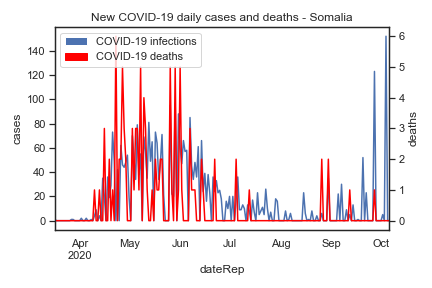 New COVID-19 daily cases and deaths - Somalia
COVID-19 infections
COVID-19 deaths
cases
140
120
100
80
60
40
20
0
deaths
6
5
4
3
2
1
0
Apr May Jun Jul Aug Sep Oct
2020
dateRep